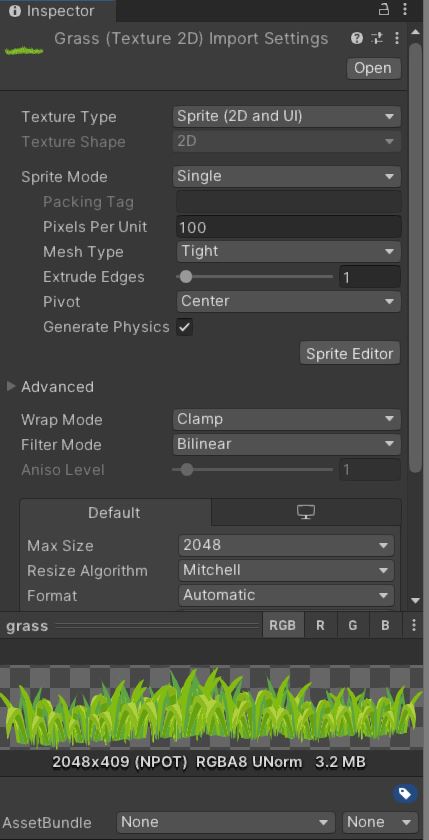 Inspector
Grass (Texture 2D) Import Settings
Open
Texture Type Sprite (2D and UI)
Texture Shape 2D
Sprite Mode Single
Packing Tag
Pixels Per Unit 100
Mesh Type Tight
Extrude Edges 1
Pivot Center
Generate Physics
Sprite Editor
Advanced
Wrap Mode Clamp
Filter Mode Bilinear
Aniso Level 1
Default
Max Size 2048
Resize Algorithm Mitchell
Format Automatic
grass RGB R G B
2048x409 (NPOT) RGBA8 UNorm 3.2 MB
AssetBundle None None